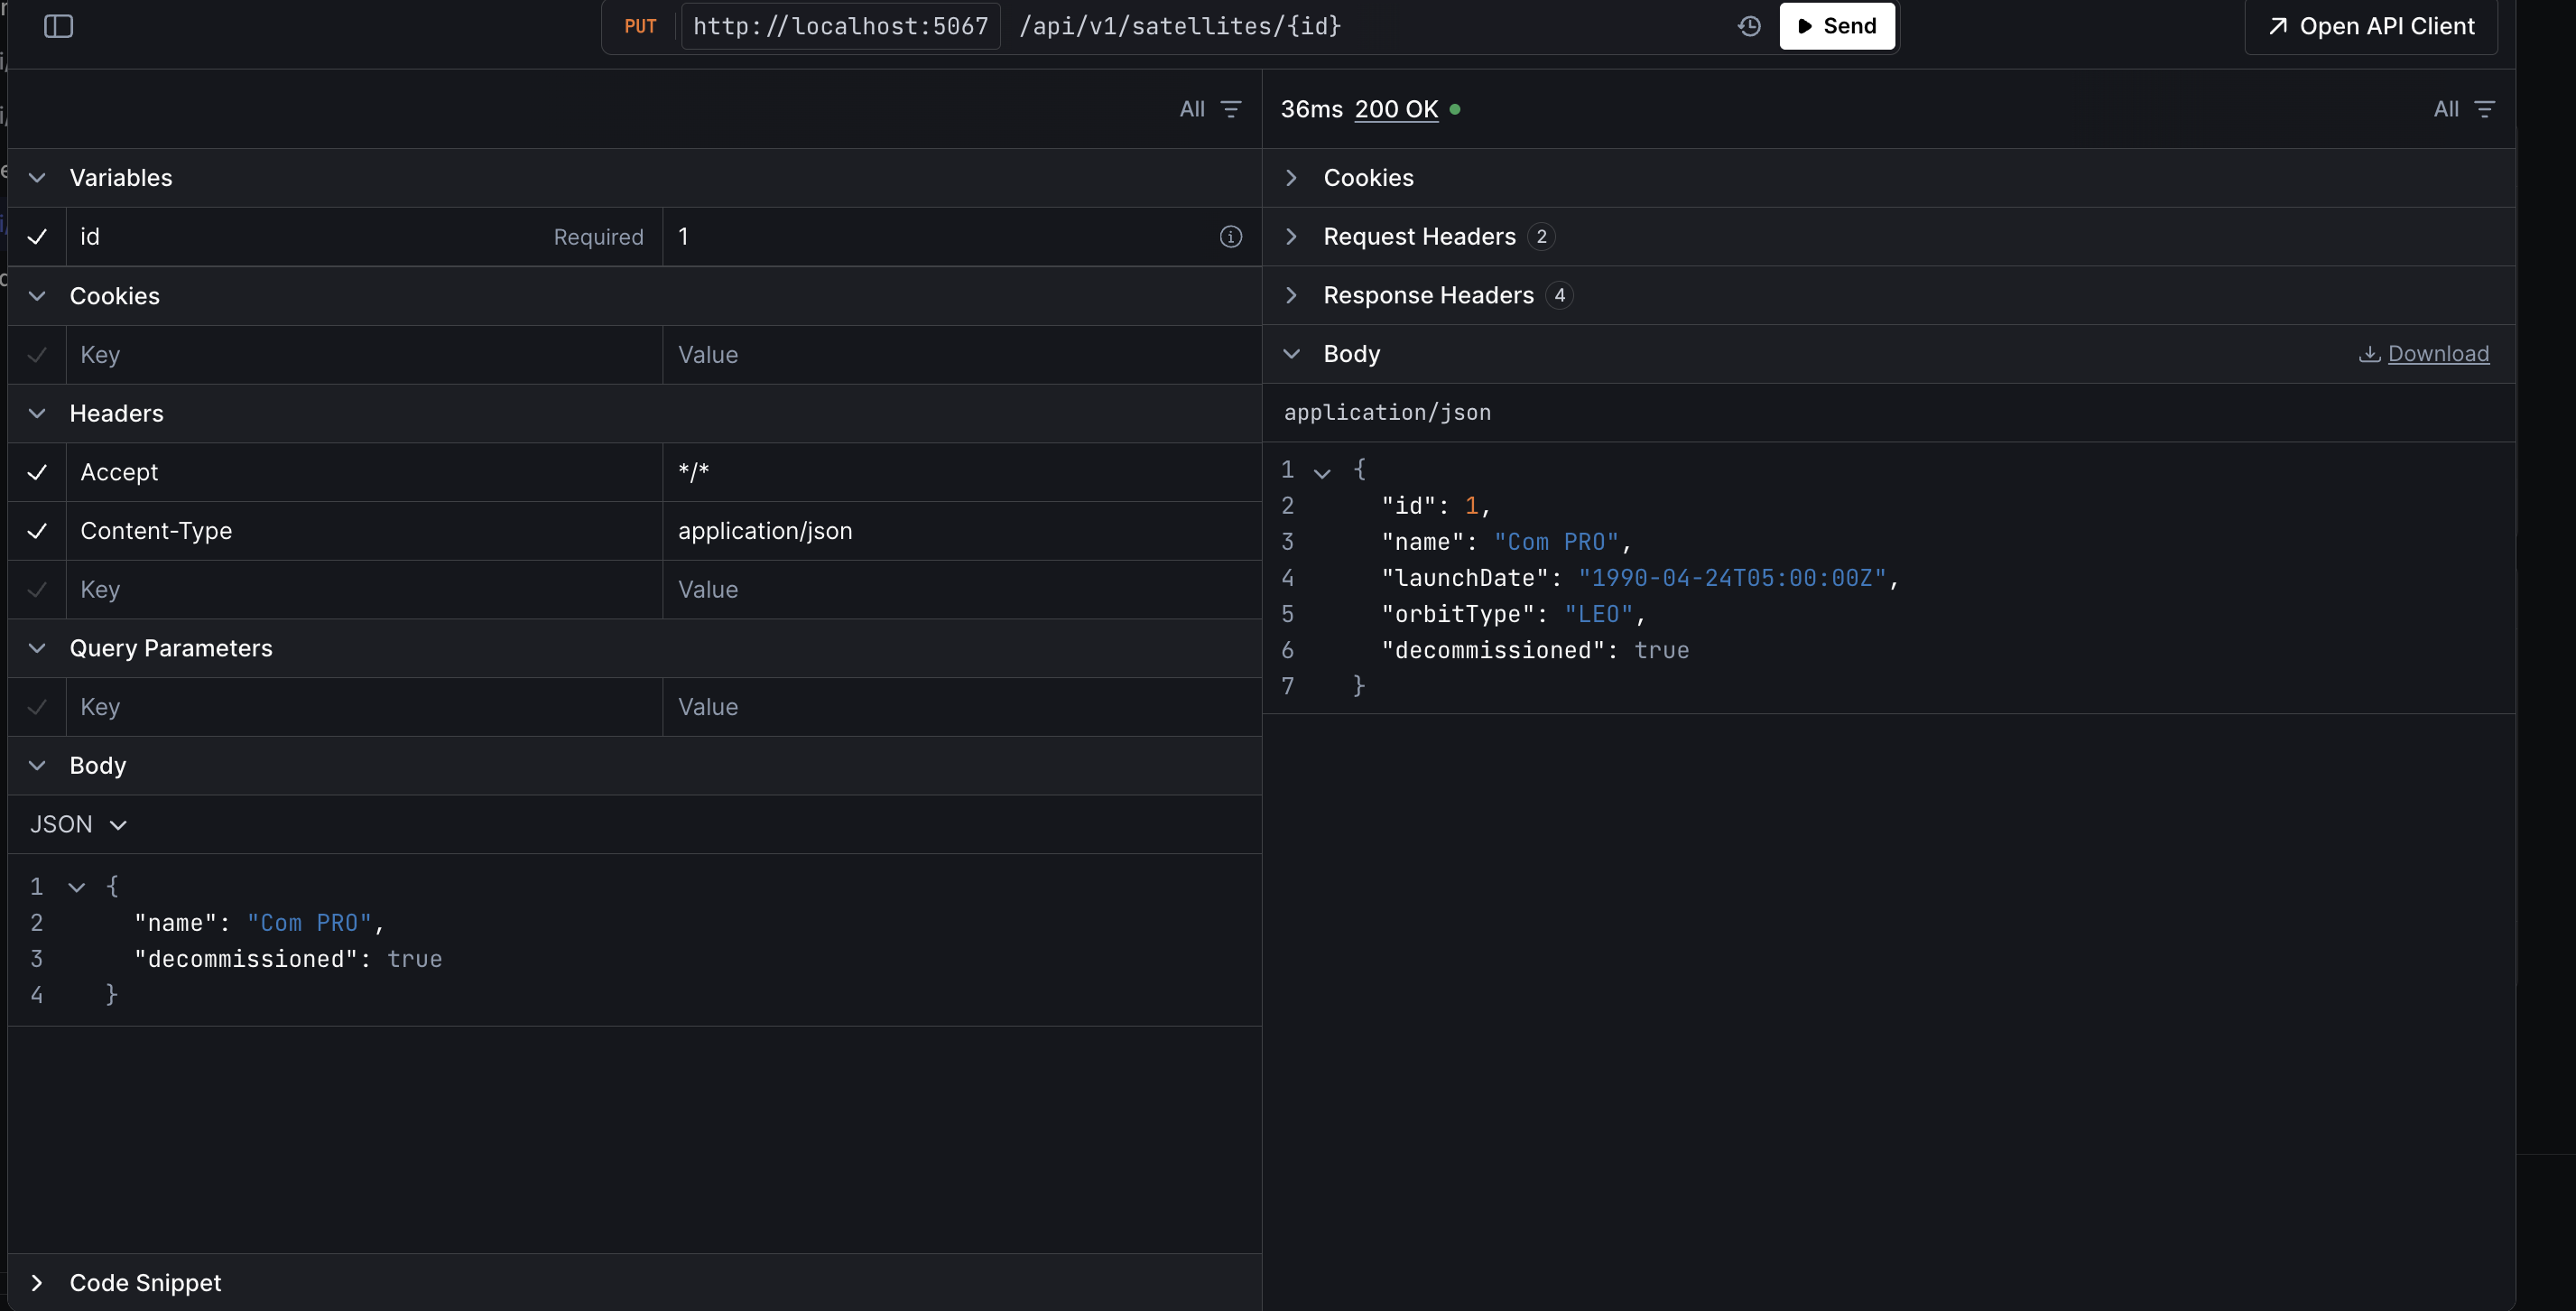 PUT http://localhost:5067 /api/v1/satellites/{id} Send Open API Client
All
Variables
id Required 1
Cookies
Key Value
Headers
Accept */*
Content-Type application/json
Key Value
Query Parameters
Key Value
Body
JSON
1 {
2 "name": "Com PRO",
3 "decommissioned": true
4 }
Code Snippet
36ms 200 OK All
Cookies
Request Headers 2
Response Headers 4
Body Download
application/json
1 {
2 "id": 1,
3 "name": "Com PRO",
4 "launchDate": "1990-04-24T05:00:00Z",
5 "orbitType": "LEO",
6 "decommissioned": true
7 }